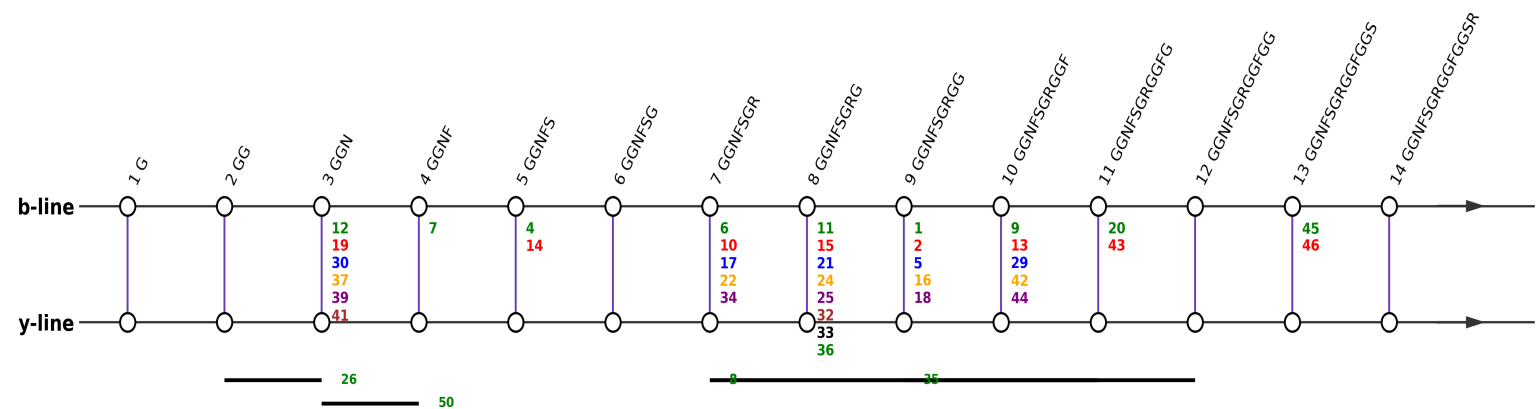 1 G
2 GG
3 GGN
4 GGNF
5 GGNFS
6 GGNFSG
7 GGNFSGR
8 GGNFSGRG
9 GGNFSGRGG
10 GGNFSGRGGF
11 GGNFSGRGGFG
12 GGNFSGRGGFGG
13 GGNFSGRGGFGGS
14 GGNFSGRGGFGGSR
b-line
12
19
30
37
39
41
7
4
14
6
10
17
22
34
11
15
21
24
25
32
33
36
1
2
5
16
18
9
13
29
42
44
20
43
45
46
y-line
26
8
35
50